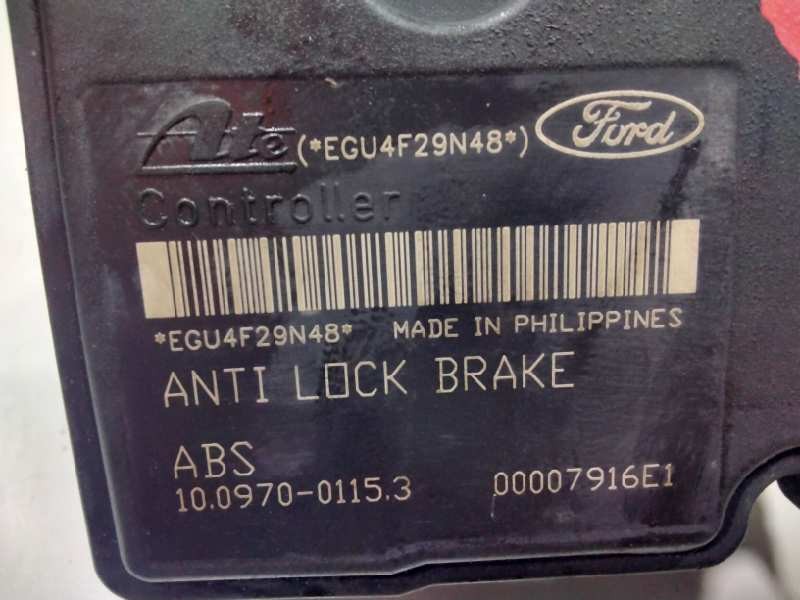 Ate
(*EGU4F29N48*)
Ford
Controller
*EGU4F29N48* MADE IN PHILIPPINES
ANTI LOCK BRAKE
ABS
10.0970-0115.3 00007916E1